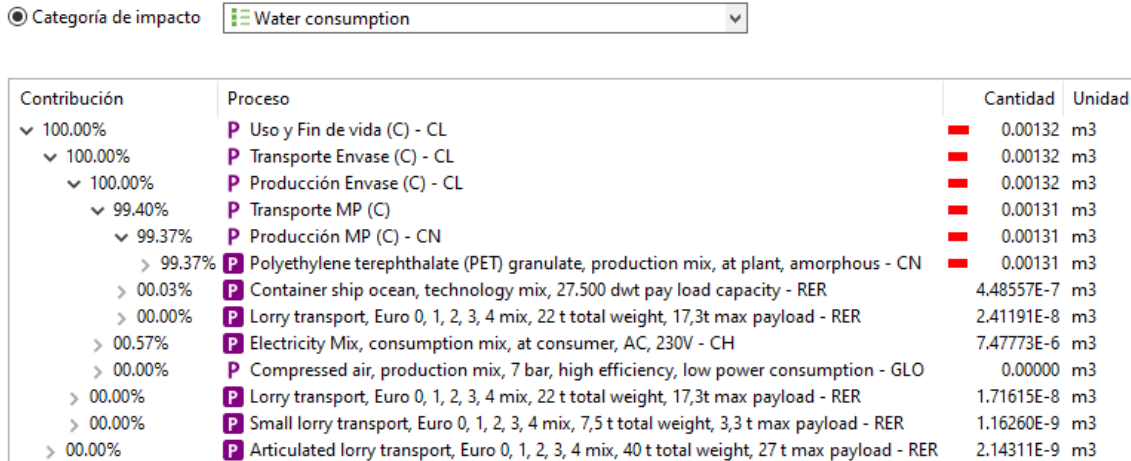 Categoría de impacto Water consumption
Contribución Proceso Cantidad Unidad
100.00% P Uso y Fin de vida (C) - CL 0.00132 m3
100.00% P Transporte Envase (C) - CL 0.00132 m3
100.00% P Producción Envase (C) - CL 0.00132 m3
99.40% P Transporte MP (C) 0.00131 m3
99.37% P Producción MP (C) - CN 0.00131 m3
99.37% P Polyethylene terephthalate (PET) granulate, production mix, at plant, amorphous - CN 0.00131 m3
00.03% P Container ship ocean, technology mix, 27.500 dwt pay load capacity - RER 4.48557E-7 m3
00.00% P Lorry transport, Euro 0, 1, 2, 3, 4 mix, 22 t total weight, 17,3t max payload - RER 2.41191E-8 m3
00.57% P Electricity Mix, consumption mix, at consumer, AC, 230V - CH 7.47773E-6 m3
00.00% P Compressed air, production mix, 7 bar, high efficiency, low power consumption - GLO 0.00000 m3
00.00% P Lorry transport, Euro 0, 1, 2, 3, 4 mix, 22 t total weight, 17,3t max payload - RER 1.71615E-8 m3
00.00% P Small lorry transport, Euro 0, 1, 2, 3, 4 mix, 7,5 t total weight, 3,3 t max payload - RER 1.16260E-9 m3
00.00% P Articulated lorry transport, Euro 0, 1, 2, 3, 4 mix, 40 t total weight, 27 t max payload - RER 2.14311E-9 m3